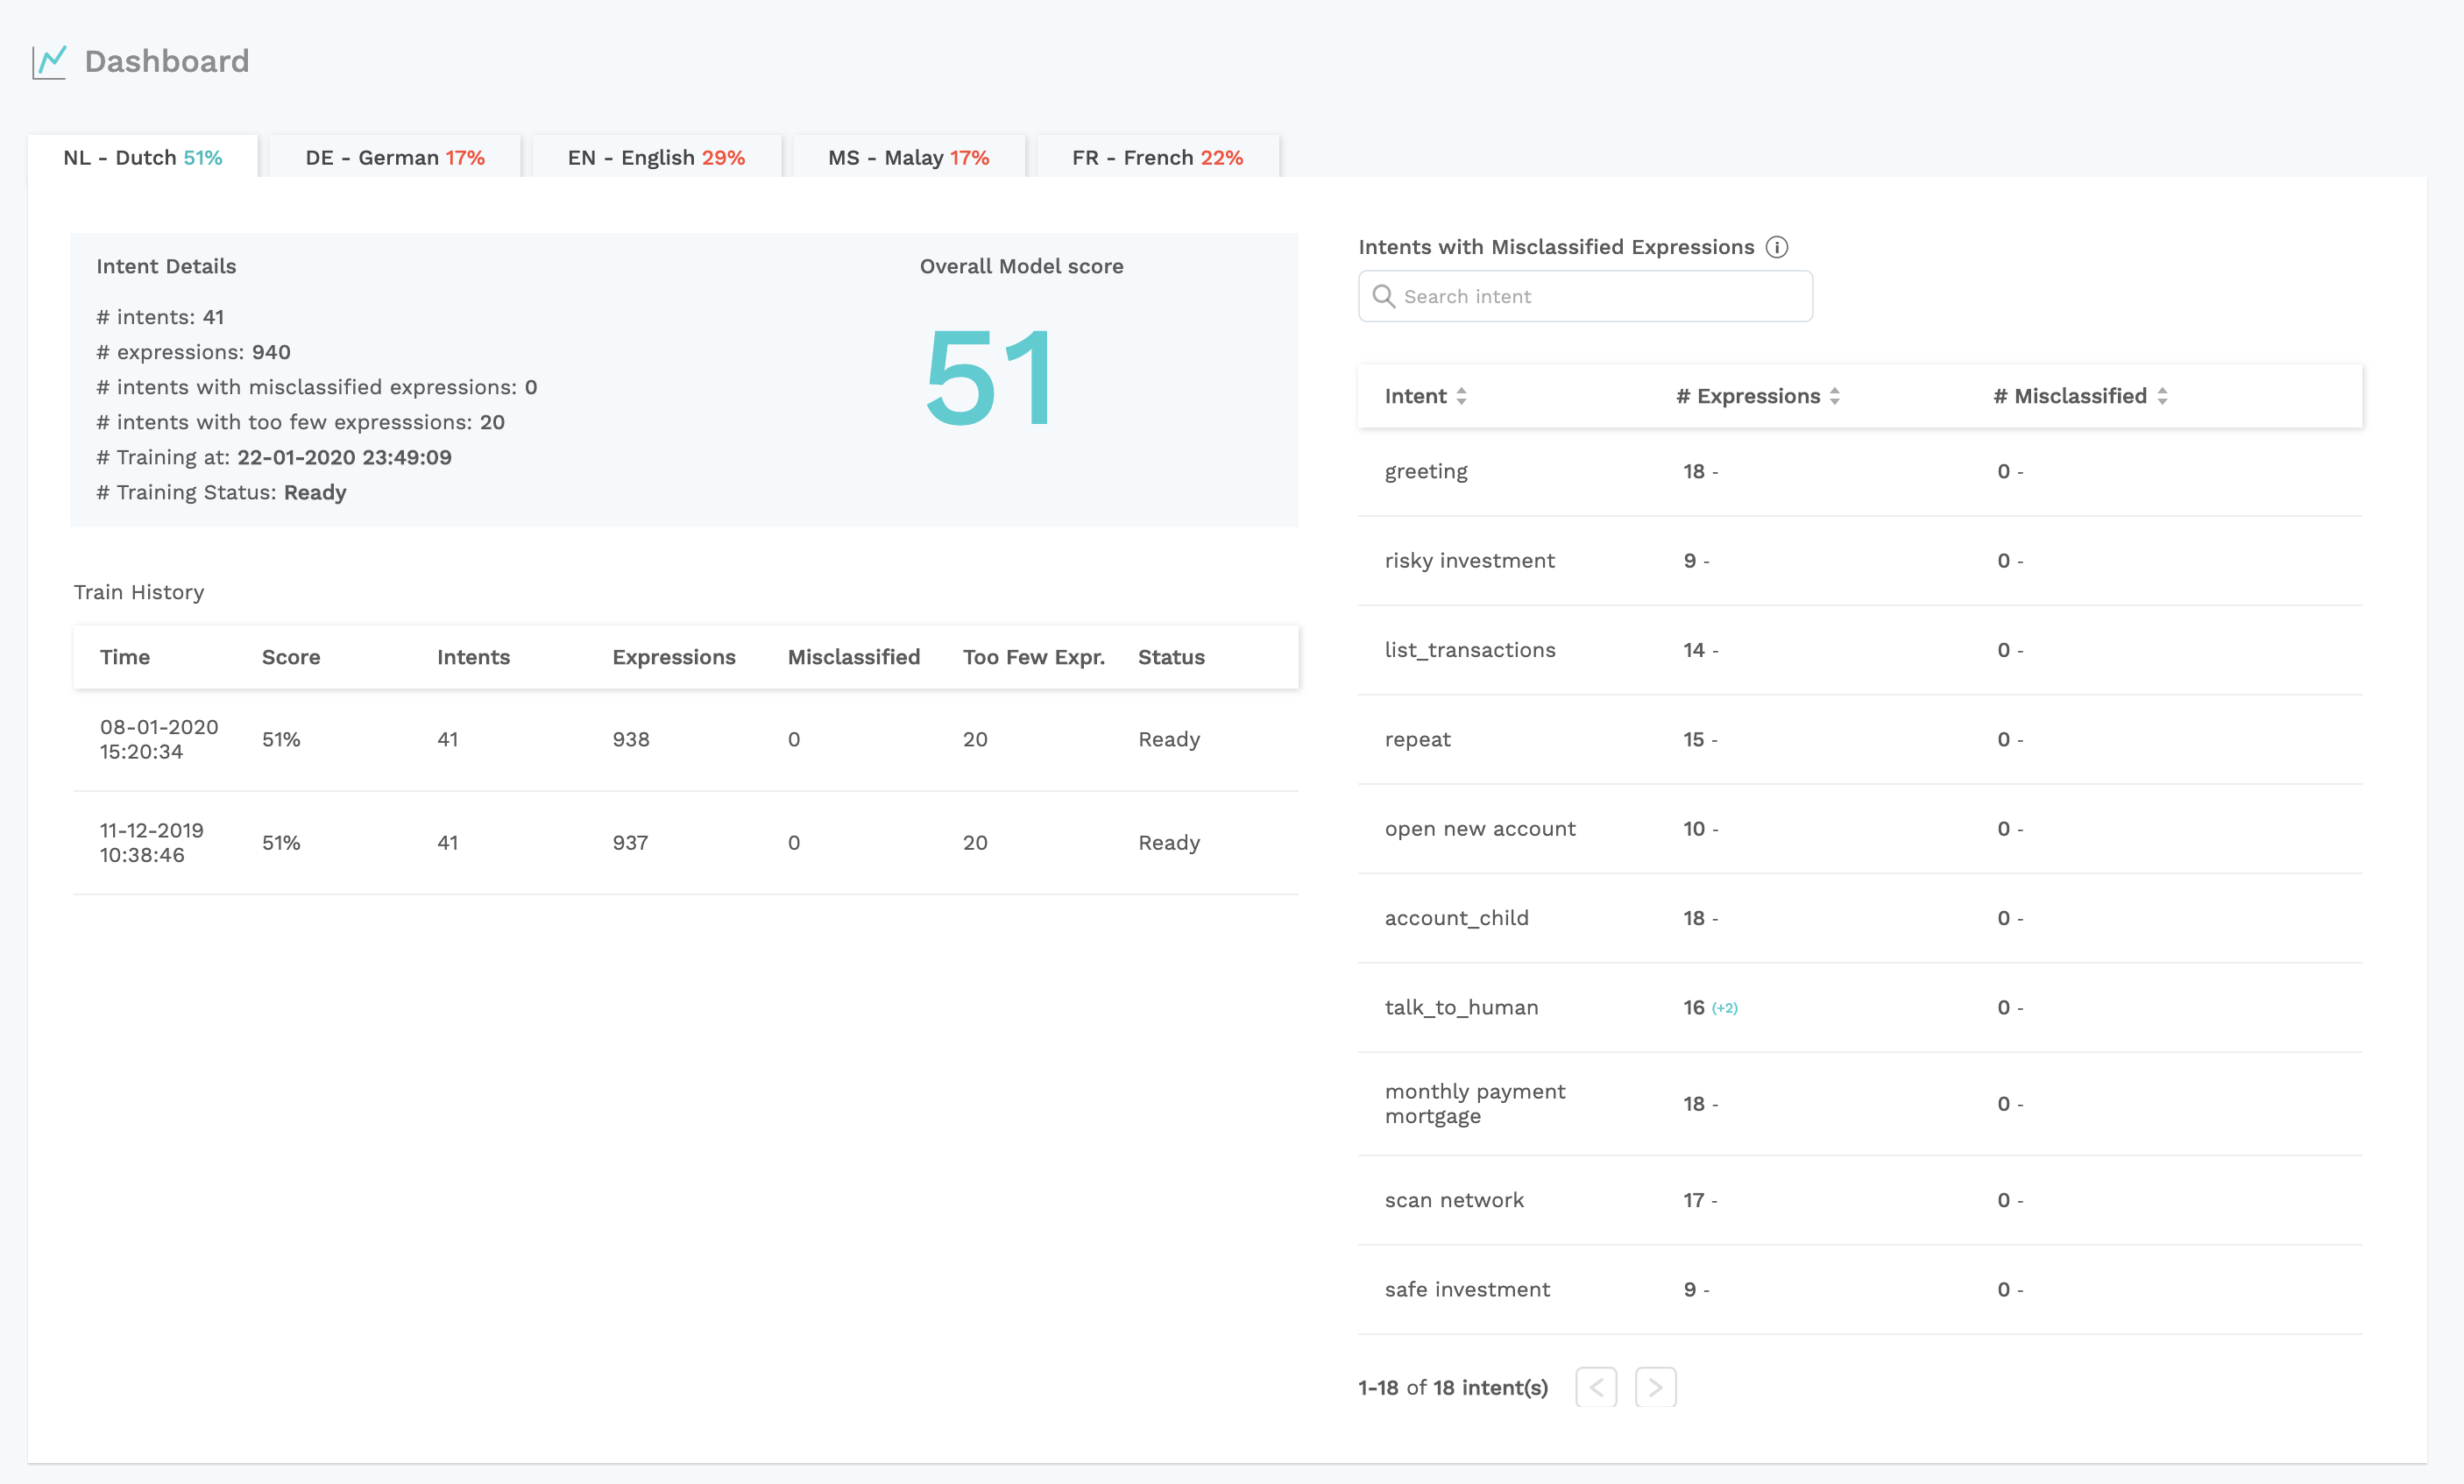 Dashboard
NL - Dutch 51%
DE - German 17%
EN - English 29%
MS - Malay 17%
FR - French 22%
Intent Details
# intents: 41
# expressions: 940
# intents with misclassified expressions: 0
# intents with too few expresssions: 20
# Training at: 22-01-2020 23:49:09
# Training Status: Ready
Overall Model score
51
Train History
Time Score Intents Expressions Misclassified Too Few Expr. Status
08-01-2020
15:20:34
51% 41 938 0 20 Ready
11-12-2019
10:38:46
51% 41 937 0 20 Ready
Intents with Misclassified Expressions
Search intent
Intent # Expressions # Misclassified
greeting 18 - 0 -
risky investment 9 - 0 -
list_transactions 14 - 0 -
repeat 15 - 0 -
open new account 10 - 0 -
account_child 18 - 0 -
talk_to_human 16 (+2) 0 -
monthly payment
mortgage
18 - 0 -
scan network 17 - 0 -
safe investment 9 - 0 -
1-18 of 18 intent(s)